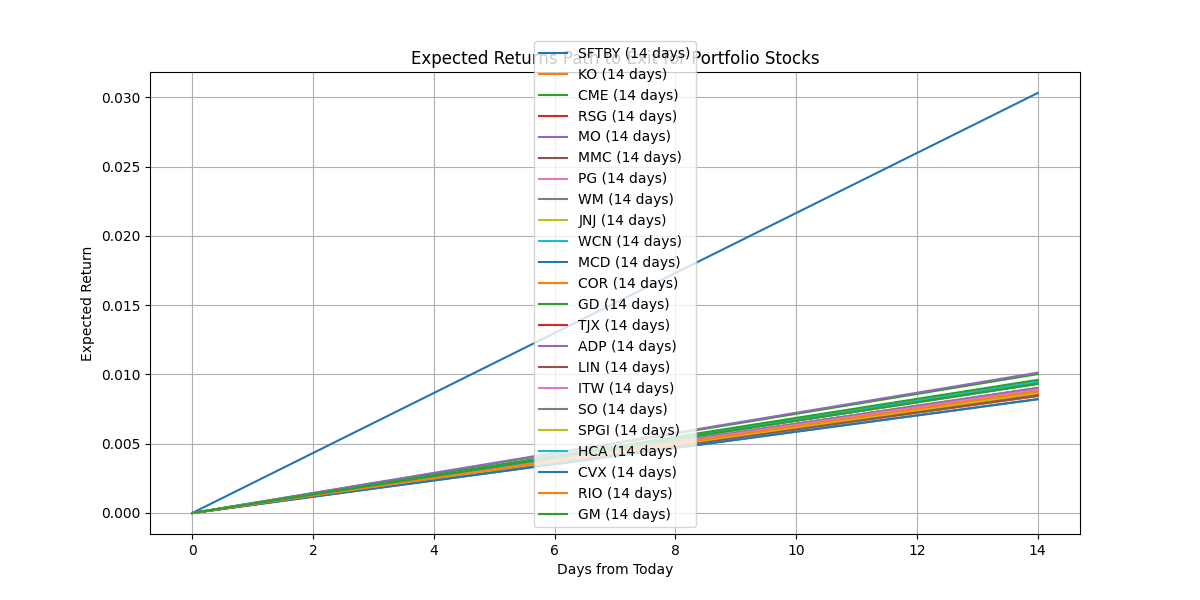 Expected Returns Path to Exit for Portfolio Stocks
SFTBY (14 days)
KO (14 days)
CME (14 days)
RSG (14 days)
MO (14 days)
MMC (14 days)
PG (14 days)
WM (14 days)
JNJ (14 days)
WCN (14 days)
MCD (14 days)
COR (14 days)
GD (14 days)
TJX (14 days)
ADP (14 days)
LIN (14 days)
ITW (14 days)
SO (14 days)
SPGI (14 days)
HCA (14 days)
CVX (14 days)
RIO (14 days)
GM (14 days)
Expected Return
0.030
0.025
0.020
0.015
0.010
0.005
0.000
0 2 4 6 8 10 12 14
Days from Today